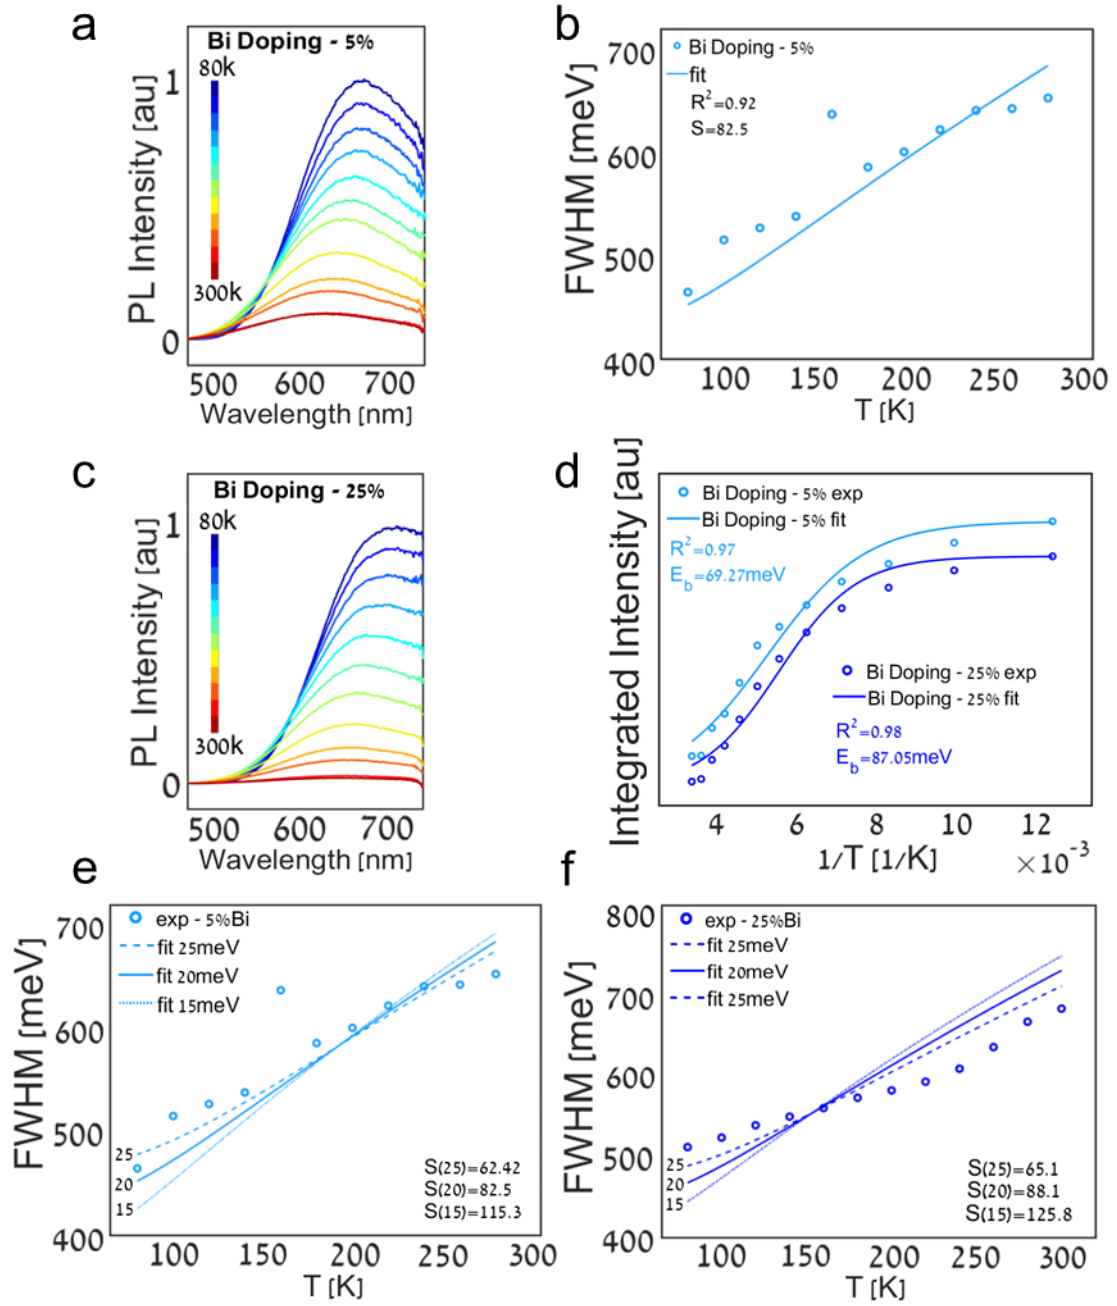 a
Bi Doping - 5%
80k
300k
1
0
PL Intensity [au]
500 600 700
Wavelength [nm]
b
Bi Doping - 5%
fit
R²=0.92
S=82.5
700
600
500
400
FWHM [meV]
100 150 200 250 300
T [K]
c
Bi Doping - 25%
80k
300k
1
0
PL Intensity [au]
500 600 700
Wavelength [nm]
d
Bi Doping - 5% exp
Bi Doping - 5% fit
R²=0.97
E_b=69.27meV
Bi Doping - 25% exp
Bi Doping - 25% fit
R²=0.98
E_b=87.05meV
Integrated Intensity [au]
4 6 8 10 12
1/T [1/K]
×10⁻³
e
exp - 5%Bi
fit 25meV
fit 20meV
fit 15meV
700
600
500
400
FWHM [meV]
25
20
15
S(25)=62.42
S(20)=82.5
S(15)=115.3
100 200 300
T [K]
f
exp - 25%Bi
fit 25meV
fit 20meV
fit 25meV
800
700
600
500
400
FWHM [meV]
25
20
15
S(25)=65.1
S(20)=88.1
S(15)=125.8
100 150 200 250 300
T [K]